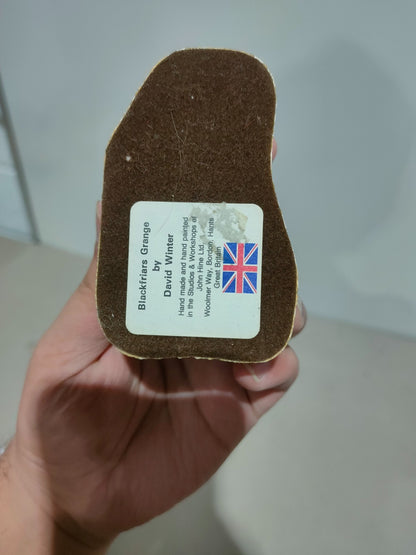 Blackfriars Grange
by
David Winter
Hand made and hand painted
in the Studios & Workshops of
John Hine Ltd.
Woolmer Way, Bordon, Hants
Great Britain